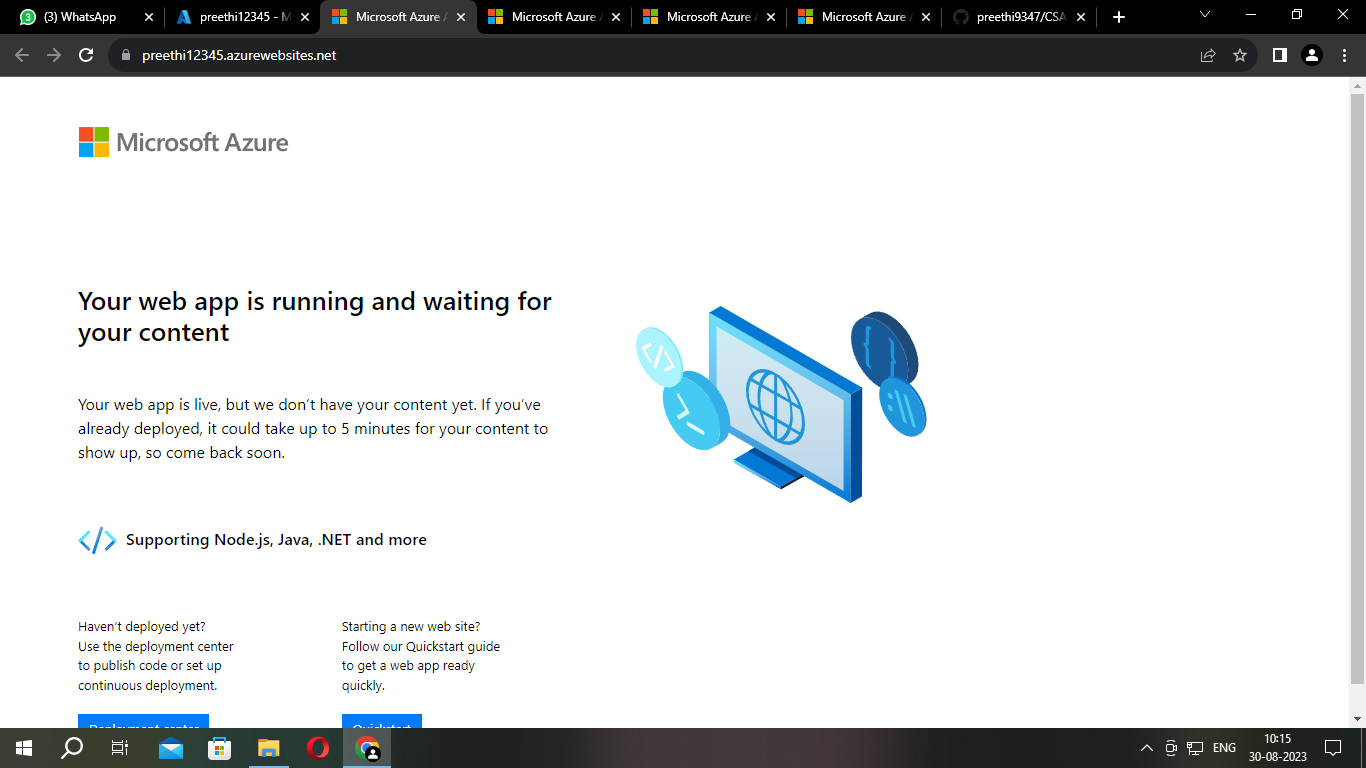 3
(3) WhatsApp
preethi12345 - M
Microsoft Azure
Microsoft Azure
Microsoft Azure
Microsoft Azure
preethi9347/CSA
preethi12345.azurewebsites.net
Microsoft Azure
Your web app is running and waiting for
your content
Your web app is live, but we don't have your content yet. If you've
already deployed, it could take up to 5 minutes for your content to
show up, so come back soon.
</> Supporting Node.js, Java, .NET and more
Haven't deployed yet?
Use the deployment center
to publish code or set up
continuous deployment.
Starting a new web site?
Follow our Quickstart guide
to get a web app ready
quickly.
Deployment center
Quickstart
ENG
10:15
30-08-2023